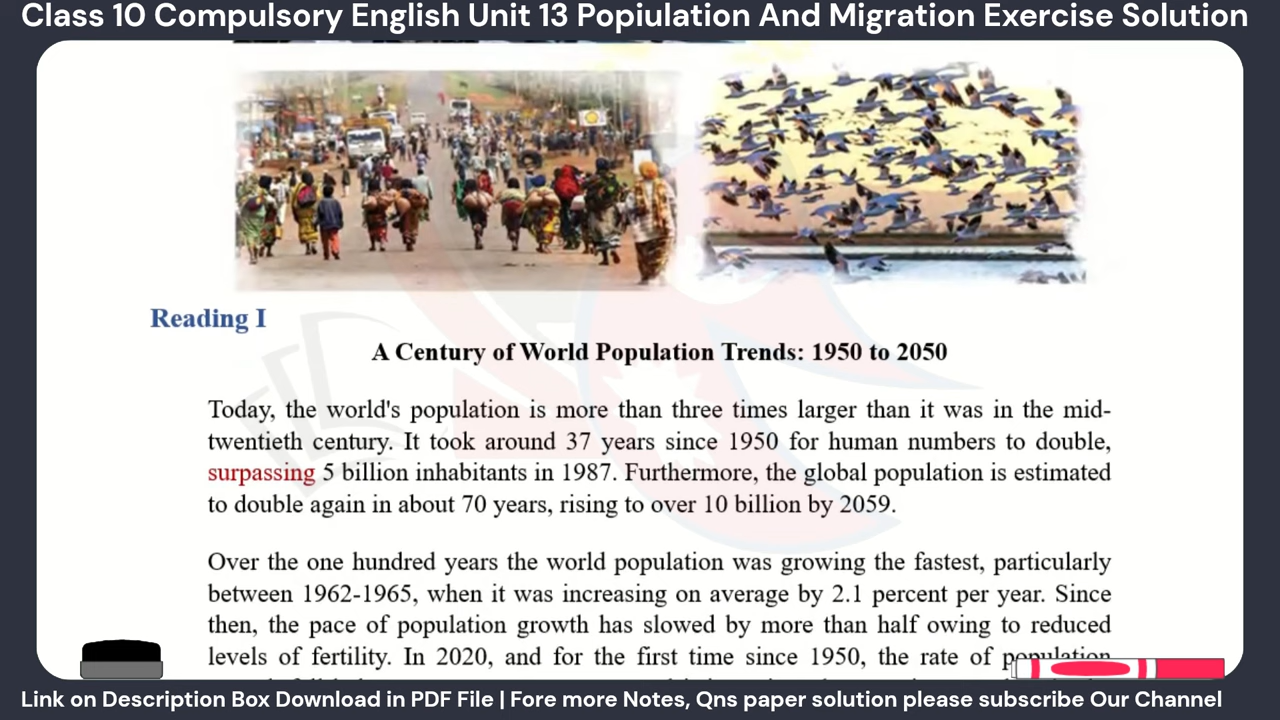 Class 10 Compulsory English Unit 13 Popiulation And Migration Exercise Solution
Reading I
A Century of World Population Trends: 1950 to 2050
Today, the world's population is more than three times larger than it was in the mid-
twentieth century. It took around 37 years since 1950 for human numbers to double,
surpassing 5 billion inhabitants in 1987. Furthermore, the global population is estimated
to double again in about 70 years, rising to over 10 billion by 2059.
Over the one hundred years the world population was growing the fastest, particularly
between 1962-1965, when it was increasing on average by 2.1 percent per year. Since
then, the pace of population growth has slowed by more than half owing to reduced
levels of fertility. In 2020, and for the first time since 1950, the rate of population
Link on Description Box Download in PDF File | Fore more Notes, Qns paper solution please subscribe Our Channel